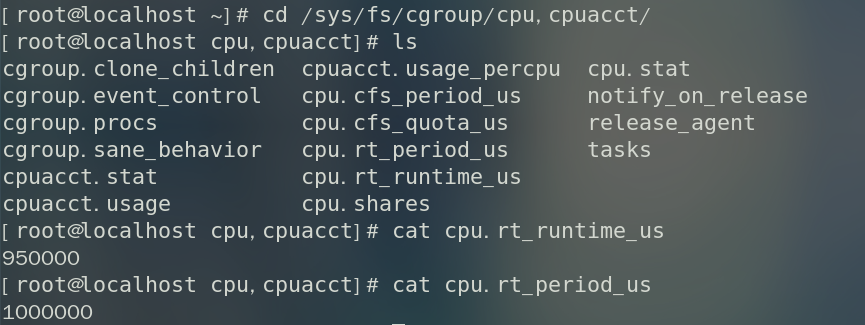 [root@localhost ~]# cd /sys/fs/cgroup/cpu,cpuacct/
[root@localhost cpu,cpuacct]# ls
cgroup.clone_children  cpuacct.usage_percpu  cpu.stat
cgroup.event_control   cpu.cfs_period_us     notify_on_release
cgroup.procs           cpu.cfs_quota_us      release_agent
cgroup.sane_behavior   cpu.rt_period_us      tasks
cpuacct.stat           cpu.rt_runtime_us
cpuacct.usage          cpu.shares
[root@localhost cpu,cpuacct]# cat cpu.rt_runtime_us
950000
[root@localhost cpu,cpuacct]# cat cpu.rt_period_us
1000000